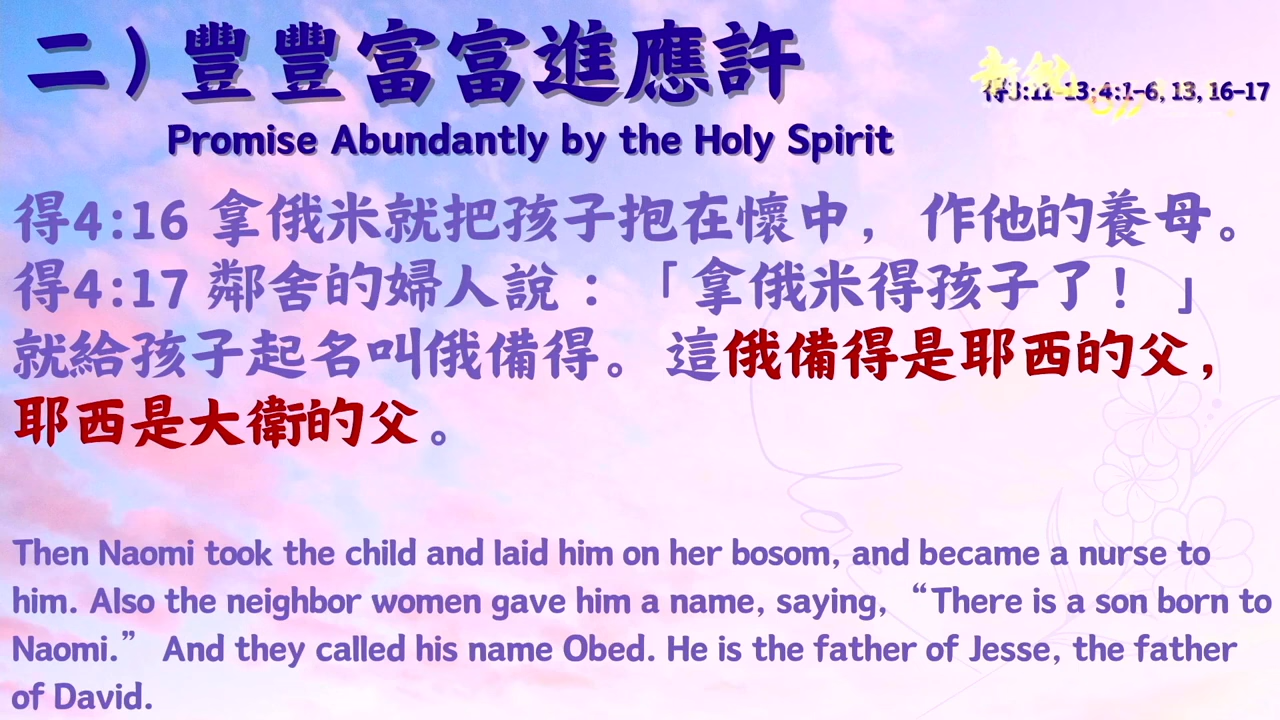 二）豐豐富富進應許
得3:11-13:4:1-6, 13, 16-17
Promise Abundantly by the Holy Spirit
得4:16 拿俄米就把孩子抱在懷中，作他的養母。
得4:17 鄰舍的婦人說：「拿俄米得孩子了！」
就給孩子起名叫俄備得。這俄備得是耶西的父，
耶西是大衛的父。
Then Naomi took the child and laid him on her bosom, and became a nurse to
him. Also the neighbor women gave him a name, saying, “There is a son born to
Naomi.” And they called his name Obed. He is the father of Jesse, the father
of David.